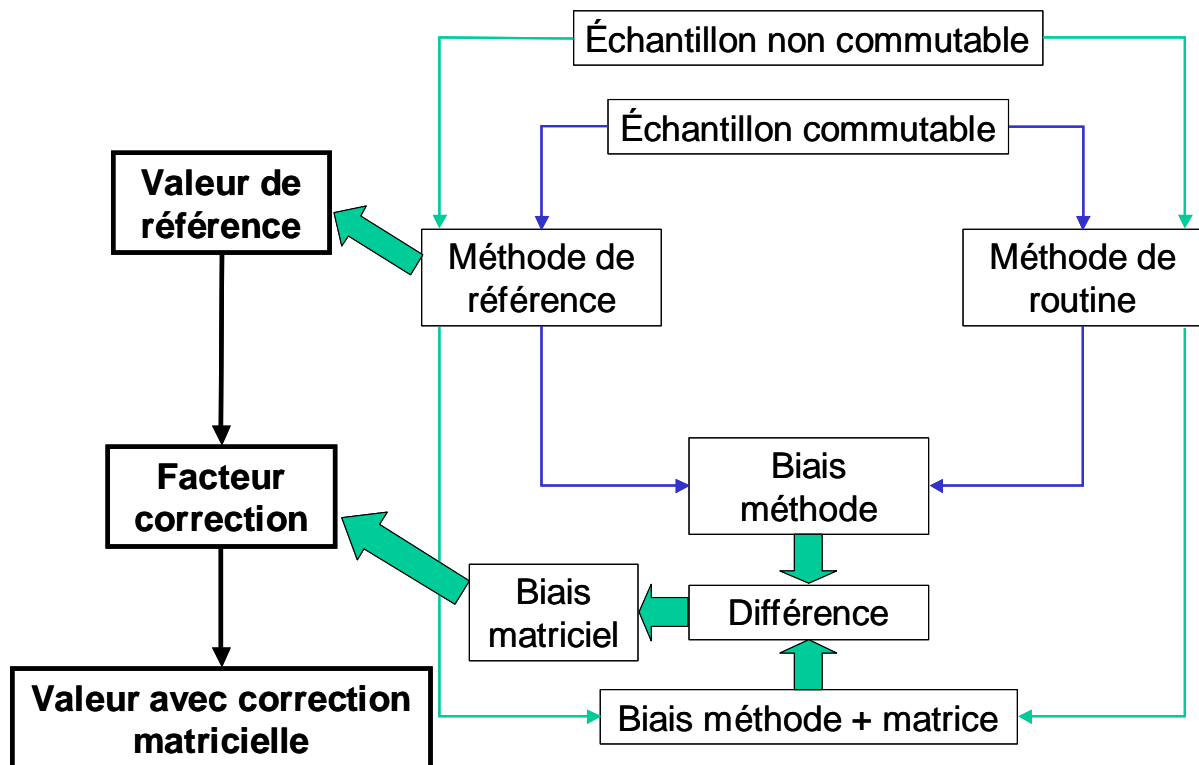 Échantillon non commutable
Échantillon commutable
Valeur de
référence
Méthode de
référence
Méthode de
routine
Facteur
correction
Biais
méthode
Biais
matriciel
Différence
Valeur avec correction
matricielle
Biais méthode + matrice